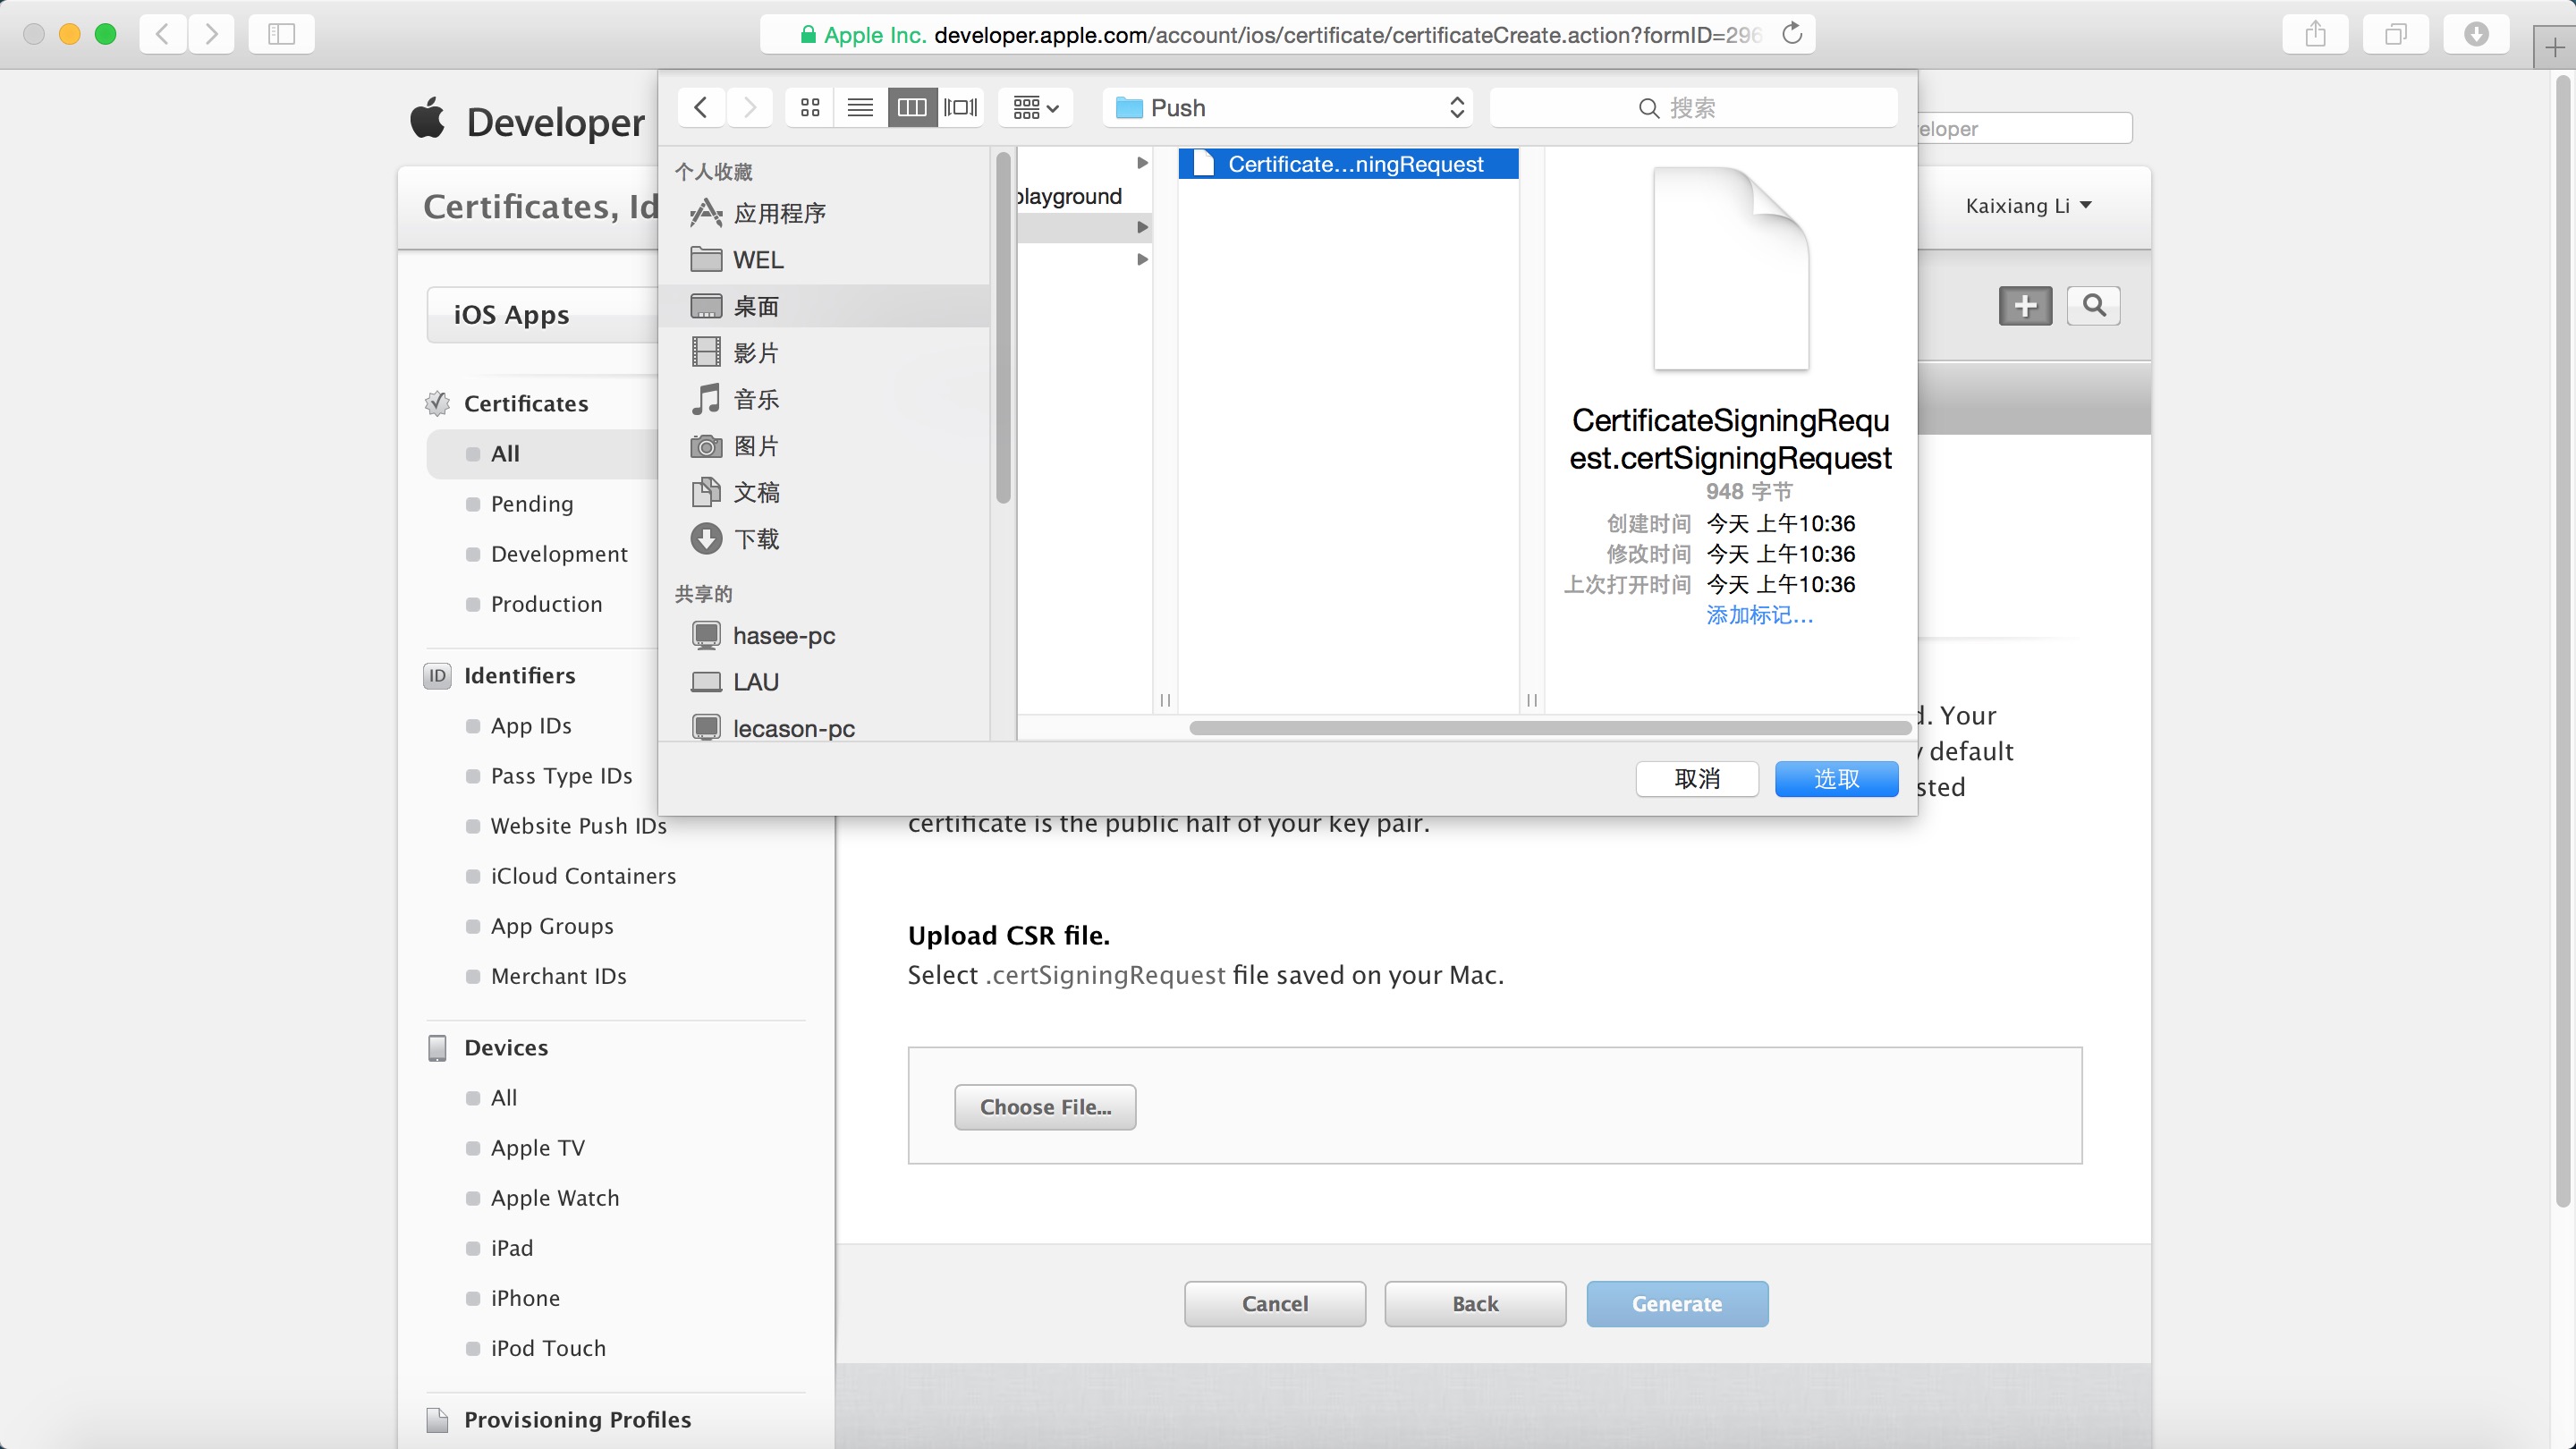 Apple Inc. developer.apple.com/account/ios/certificate/certificateCreate.action?formID=296
Developer
Push
搜索
eloper
Certificates, Id
Kaixiang Li
iOS Apps
Certificates
All
Pending
Development
Production
Identifiers
ID
App IDs
Pass Type IDs
Website Push IDs
iCloud Containers
App Groups
Merchant IDs
Devices
All
Apple TV
Apple Watch
iPad
iPhone
iPod Touch
Provisioning Profiles
个人收藏
应用程序
WEL
桌面
影片
音乐
图片
文稿
下载
共享的
hasee-pc
LAU
lecason-pc
playground
Certificate...ningRequest
CertificateSigningRequ
est.certSigningRequest
948 字节
创建时间 今天 上午10:36
修改时间 今天 上午10:36
上次打开时间 今天 上午10:36
添加标记...
取消
选取
d. Your
default
sted
certificate is the public half of your key pair.
Upload CSR file.
Select .certSigningRequest file saved on your Mac.
Choose File...
Cancel
Back
Generate